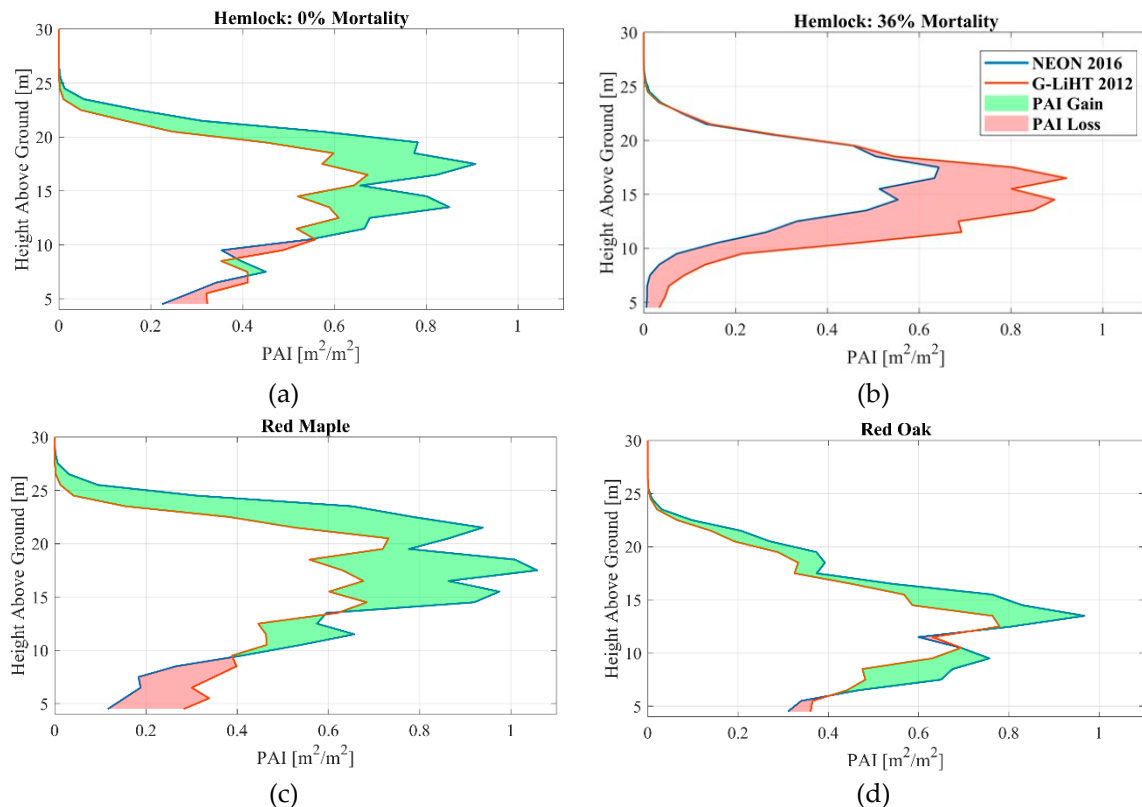 Hemlock: 0% Mortality
30
25
20
15
10
5
Height Above Ground [m]
0
0.2
0.4
0.6
0.8
1
PAI [m²/m²]
(a)
Hemlock: 36% Mortality
NEON 2016
G-LiHT 2012
PAI Gain
PAI Loss
30
25
20
15
10
5
Height Above Ground [m]
0
0.2
0.4
0.6
0.8
1
PAI [m²/m²]
(b)
Red Maple
30
25
20
15
10
5
Height Above Ground [m]
0
0.2
0.4
0.6
0.8
1
PAI [m²/m²]
(c)
Red Oak
30
25
20
15
10
5
Height Above Ground [m]
0
0.2
0.4
0.6
0.8
1
PAI [m²/m²]
(d)